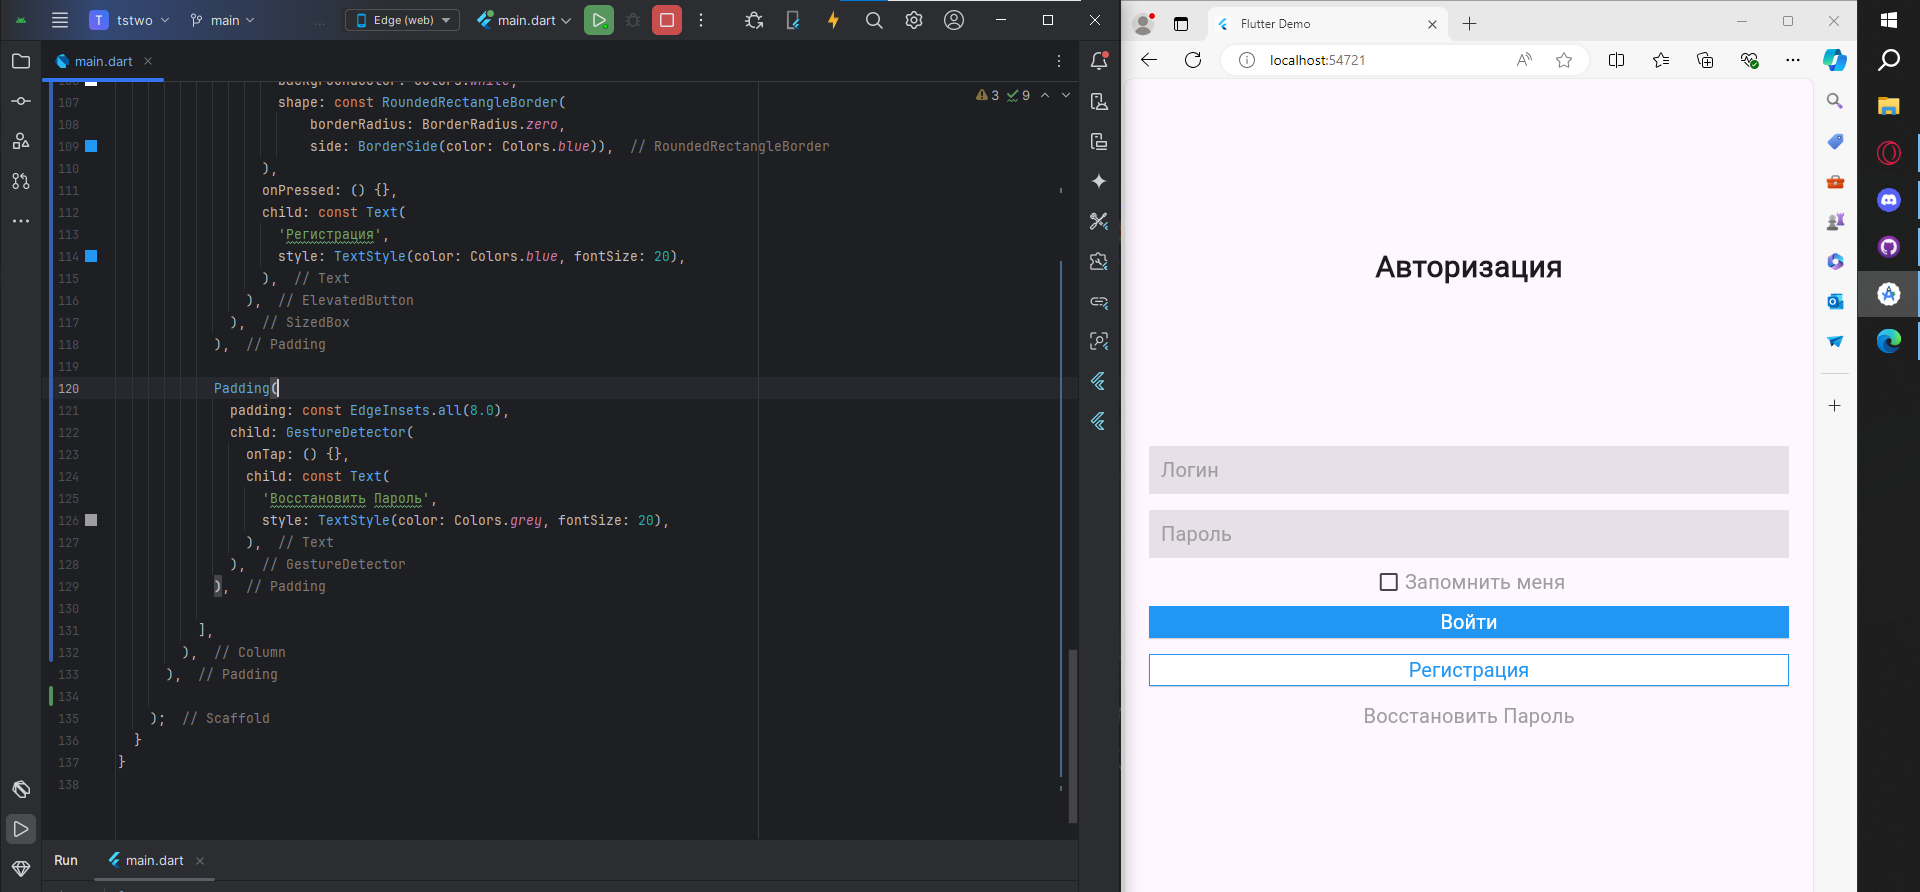 T tstwo main ... Edge (web) main.dart
main.dart
3 9
107 shape: const RoundedRectangleBorder(
108 borderRadius: BorderRadius.zero,
109 side: BorderSide(color: Colors.blue)), // RoundedRectangleBorder
110 ),
111 onPressed: () {},
112 child: const Text(
113 'Регистрация',
114 style: TextStyle(color: Colors.blue, fontSize: 20),
115 ), // Text
116 ), // ElevatedButton
117 ), // SizedBox
118 ), // Padding
119
120 Padding(
121 padding: const EdgeInsets.all(8.0),
122 child: GestureDetector(
123 onTap: () {},
124 child: const Text(
125 'Восстановить Пароль',
126 style: TextStyle(color: Colors.grey, fontSize: 20),
127 ), // Text
128 ), // GestureDetector
129 ), // Padding
130
131 ],
132 ), // Column
133 ), // Padding
134
135 ); // Scaffold
136 }
137 }
138
Run main.dart
Flutter Demo
localhost:54721
Авторизация
Логин
Пароль
Запомнить меня
Войти
Регистрация
Восстановить Пароль